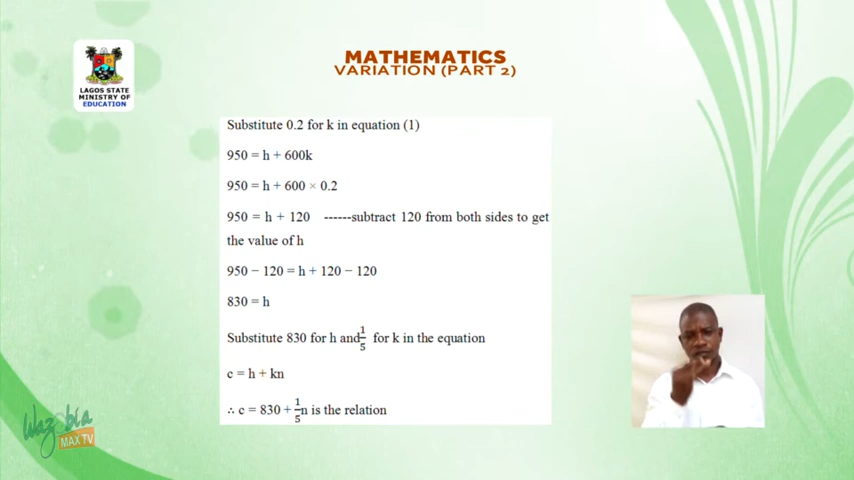 MATHEMATICS
VARIATION (PART 2)
LAGOS STATE
MINISTRY OF
EDUCATION
Substitute 0.2 for k in equation (1)
950 = h + 600k
950 = h + 600 × 0.2
950 = h + 120 ------subtract 120 from both sides to get
the value of h
950 − 120 = h + 120 − 120
830 = h
Substitute 830 for h and 1/5 for k in the equation
c = h + kn
∴ c = 830 + 1/5n is the relation
Wazobia
MAX TV